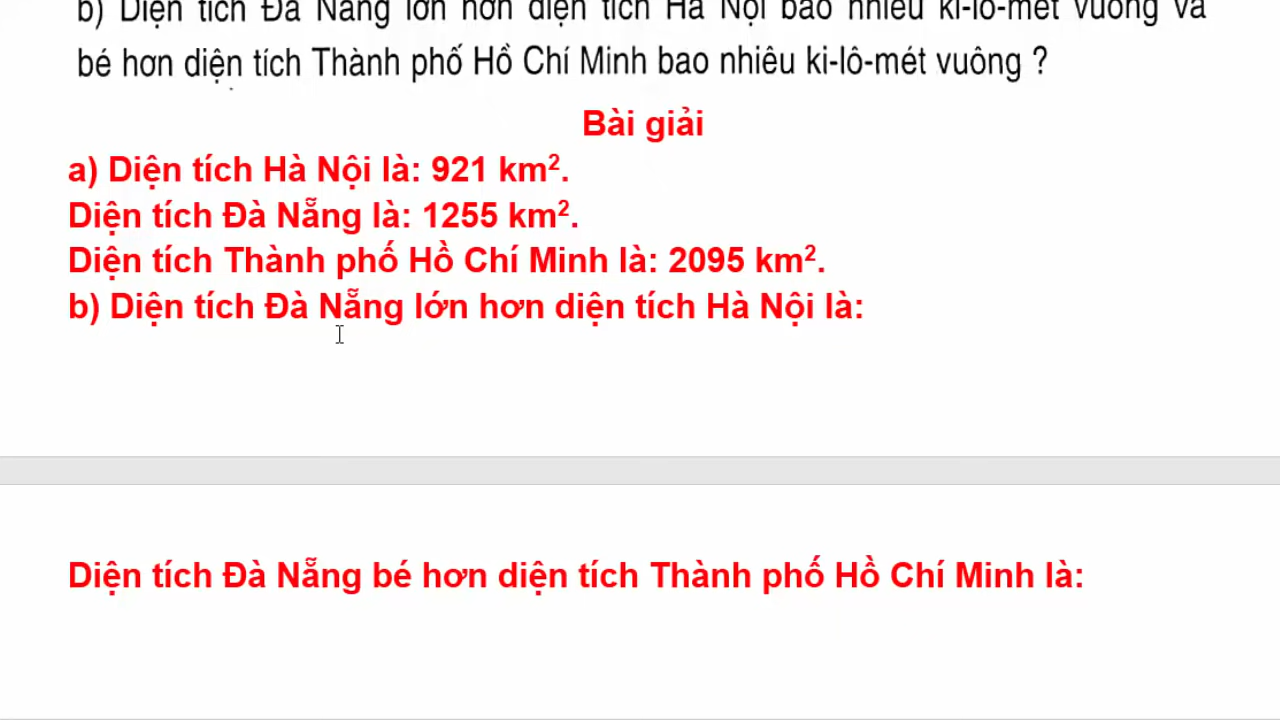 b) Diện tích Đà Nẵng lớn hơn diện tích Hà Nội bao nhiêu ki-lô-mét vuông và
bé hơn diện tích Thành phố Hồ Chí Minh bao nhiêu ki-lô-mét vuông ?
Bài giải
a) Diện tích Hà Nội là: 921 km².
Diện tích Đà Nẵng là: 1255 km².
Diện tích Thành phố Hồ Chí Minh là: 2095 km².
b) Diện tích Đà Nẵng lớn hơn diện tích Hà Nội là:
Diện tích Đà Nẵng bé hơn diện tích Thành phố Hồ Chí Minh là: